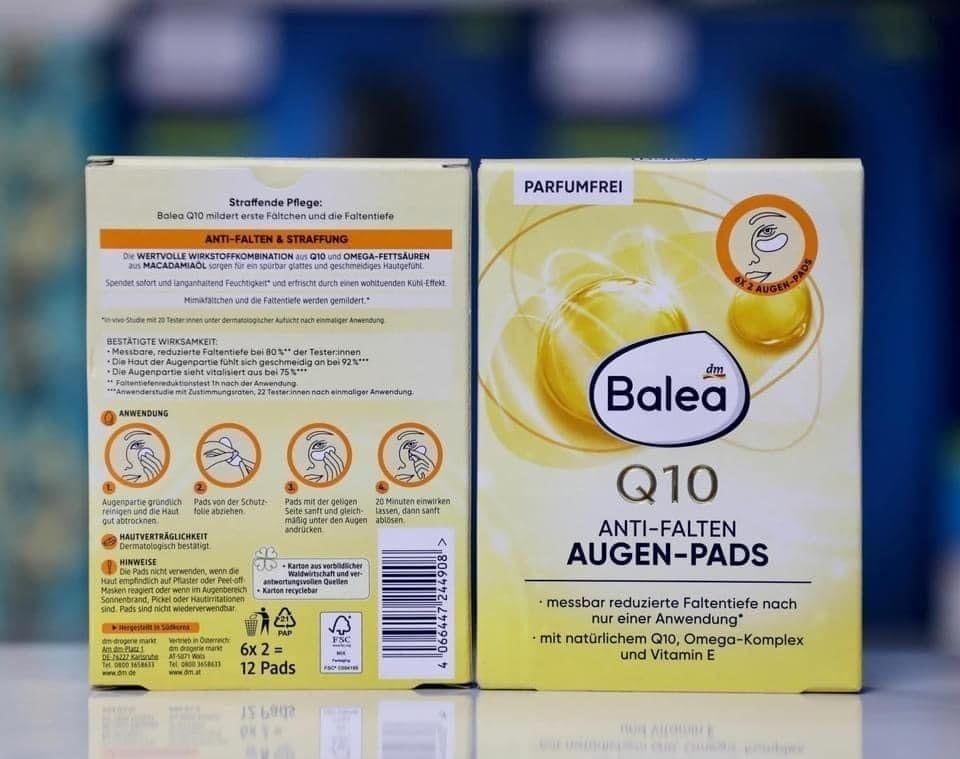 Straffende Pflege:
Balea Q10 mildert erste Fältchen und die Faltentiefe
ANTI-FALTEN & STRAFFUNG
Die WERTVOLLE WIRKSTOFFKOMBINATION aus Q10 und OMEGA-FETTSÄUREN
aus MACADAMIAÖL sorgen für ein spürbar glattes und geschmeidiges Hautgefühl.
Spendet sofort und langanhaltend Feuchtigkeit* und erfrischt durch einen wohltuenden Kühl-Effekt.
Mimikfältchen und die Faltentiefe werden gemildert.*
*In-vivo-Studie mit 20 Tester:innen unter dermatologischer Aufsicht nach einmaliger Anwendung.
BESTÄTIGTE WIRKSAMKEIT:
• Messbar, reduzierte Faltentiefe bei 80%** der Tester:innen
• Die Haut der Augenpartie fühlt sich geschmeidig an bei 92%***
• Die Augenpartie sieht vitalisiert aus bei 75%***
** Faltentiefenreduktionstest 1h nach der Anwendung.
***Anwenderstudie mit Zustimmungsraten, 22 Tester:innen nach einmaliger Anwendung.
ANWENDUNG
1.
Augenpartie gründlich
reinigen und die Haut
gut abtrocknen.
2.
Pads von der Schutz-
folie abziehen.
3.
Pads mit der geligen
Seite sanft und gleich-
mäßig unter den Augen
andrücken.
4.
20 Minuten einwirken
lassen, dann sanft
ablösen.
HAUTVERTRÄGLICHKEIT
Dermatologisch bestätigt.
HINWEISE
Die Pads nicht verwenden, wenn die
Haut empfindlich auf Pflaster oder Peel-off-
Masken reagiert oder wenn im Augenbereich
Sonnenbrand, Pickel oder Hautirritationen
sind. Pads sind nicht wiederverwendbar.
• Karton aus vorbildlicher
Waldwirtschaft und ver-
antwortungsvollen Quellen
• Karton recyclebar
Hergestellt in Südkorea
dm-drogerie markt
Am dm-Platz 1
DE-76227 Karlsruhe
Tel. 0800 3658633
www.dm.de
Vertrieb in Österreich:
dm drogerie markt
AT-5071 Wals
Tel. 0800 3658633
www.dm.at
21
PAP
6x 2 =
12 Pads
FSC
MIX
Packaging
4 066447 244908 >
PARFUMFREI
6X 2 AUGEN-PADS
dm
Balea
Q10
ANTI-FALTEN
AUGEN-PADS
· messbar reduzierte Faltentiefe nach
nur einer Anwendung*
· mit natürlichem Q10, Omega-Komplex
und Vitamin E